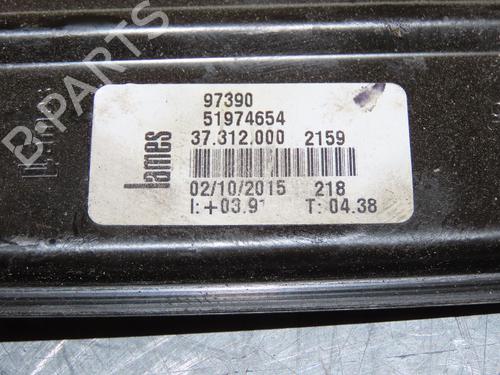 97390
51974654
37.312.000 2159
lames
02/10/2015 218
I:+03.9 T: 04.38
B-PARTS